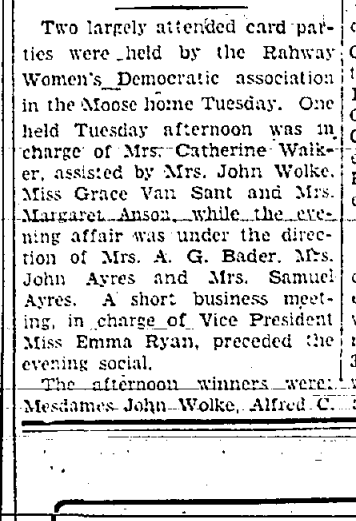 Two largely attended card par-
ties were held by the Rahway
Women's Democratic association
in the Moose home Tuesday. One
held Tuesday afternoon was in
charge of Mrs. Catherine Walk-
er, assisted by Mrs. John Wolke,
Miss Grace Van Sant and Mrs.
Margaret Anson, while the eve-
ning affair was under the direc-
tion of Mrs. A. G. Bader, Mrs.
John Ayres and Mrs. Samuel
Ayres. A short business meet-
ing, in charge of Vice President
Miss Emma Ryan, preceded the
evening social.
The afternoon winners were:
Mesdames John Wolke, Alfred C.